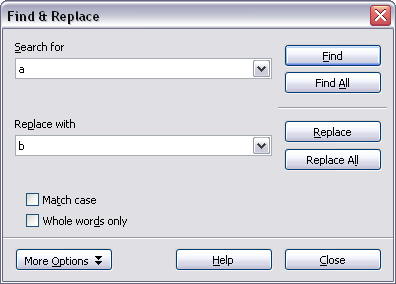 Find & Replace
Search for
a
Find
Find All
Replace with
b
Replace
Replace All
Match case
Whole words only
More Options
Help
Close